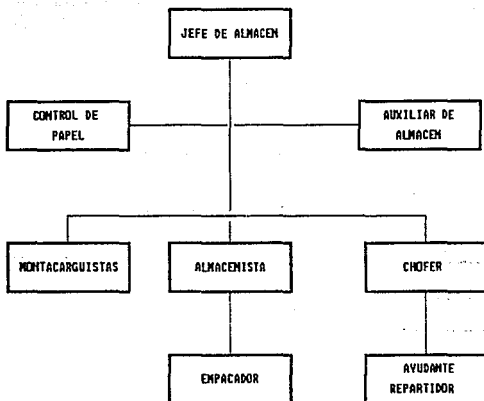 JEFE DE ALMACEN
CONTROL DE
PAPEL
AUXILIAR DE
ALMACEN
MONTACARGUISTAS
ALMACENISTA
CHOFER
EMPACADOR
AYUDANTE
REPARTIDOR